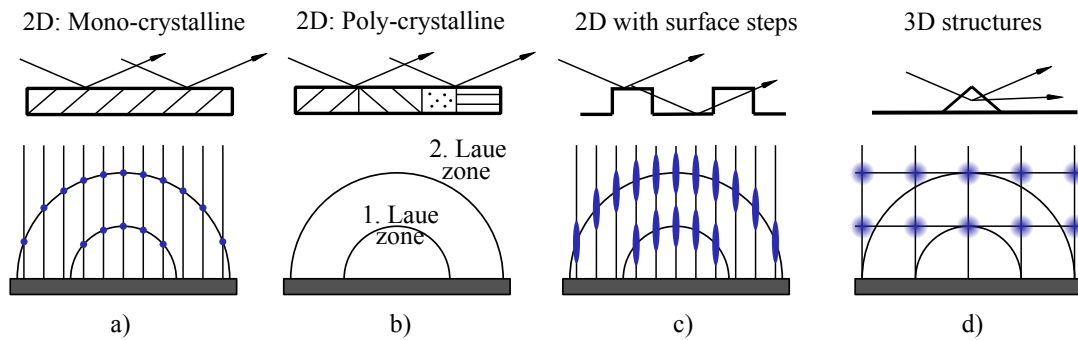 2D: Mono-crystalline
2D: Poly-crystalline
2D with surface steps
3D structures
2. Laue
zone
1. Laue
zone
a)
b)
c)
d)